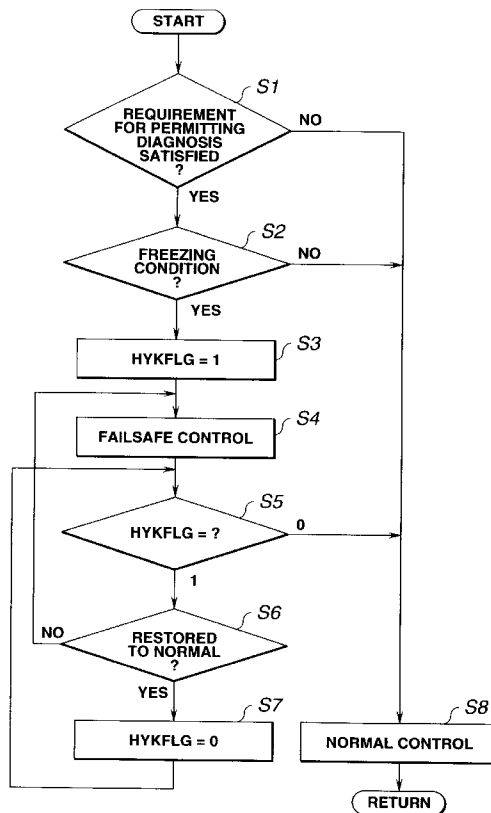 START
S1
REQUIREMENT
FOR PERMITTING
DIAGNOSIS
SATISFIED
?
NO
YES
S2
FREEZING
CONDITION
?
NO
YES
S3
HYKFLG = 1
S4
FAILSAFE CONTROL
S5
HYKFLG = ?
0
1
S6
NO
RESTORED
TO NORMAL
?
YES
S7
HYKFLG = 0
S8
NORMAL CONTROL
RETURN